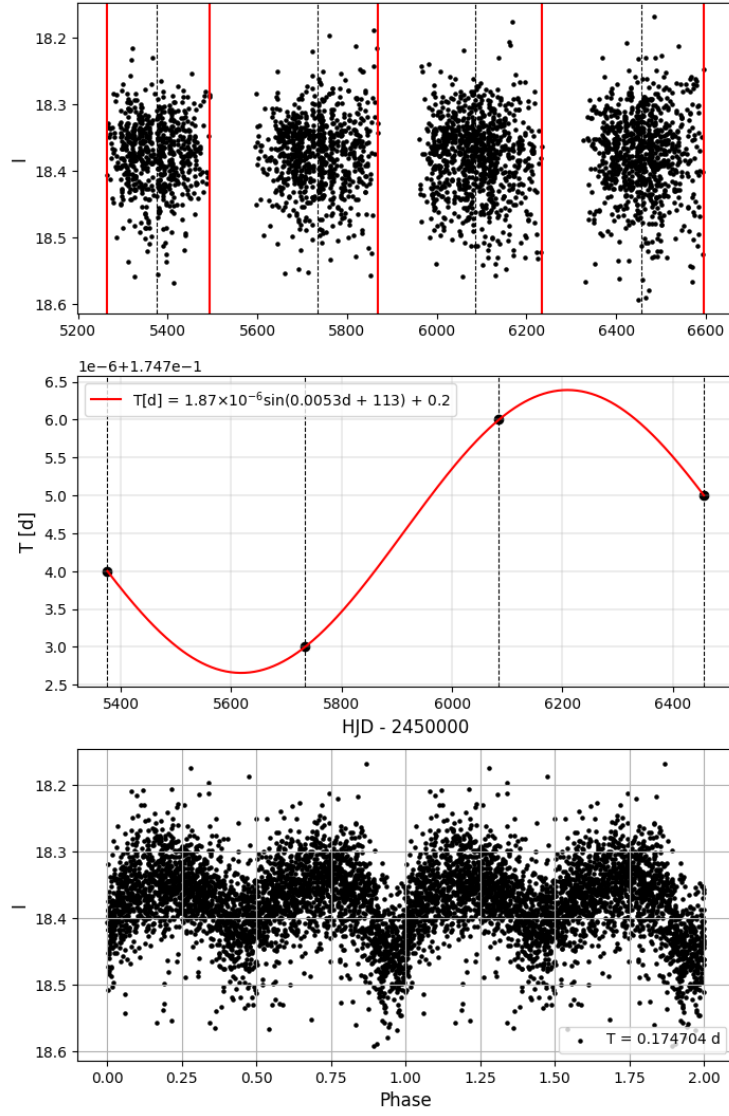 18.2
18.3
18.4
18.5
18.6
I
5200 5400 5600 5800 6000 6200 6400 6600
1e-6+1.747e-1
6.5
6.0
5.5
5.0
4.5
4.0
3.5
3.0
2.5
T [d]
T[d] = 1.87×10⁻⁶sin(0.0053d + 113) + 0.2
5400 5600 5800 6000 6200 6400
HJD - 2450000
18.2
18.3
18.4
18.5
18.6
I
T = 0.174704 d
0.00 0.25 0.50 0.75 1.00 1.25 1.50 1.75 2.00
Phase